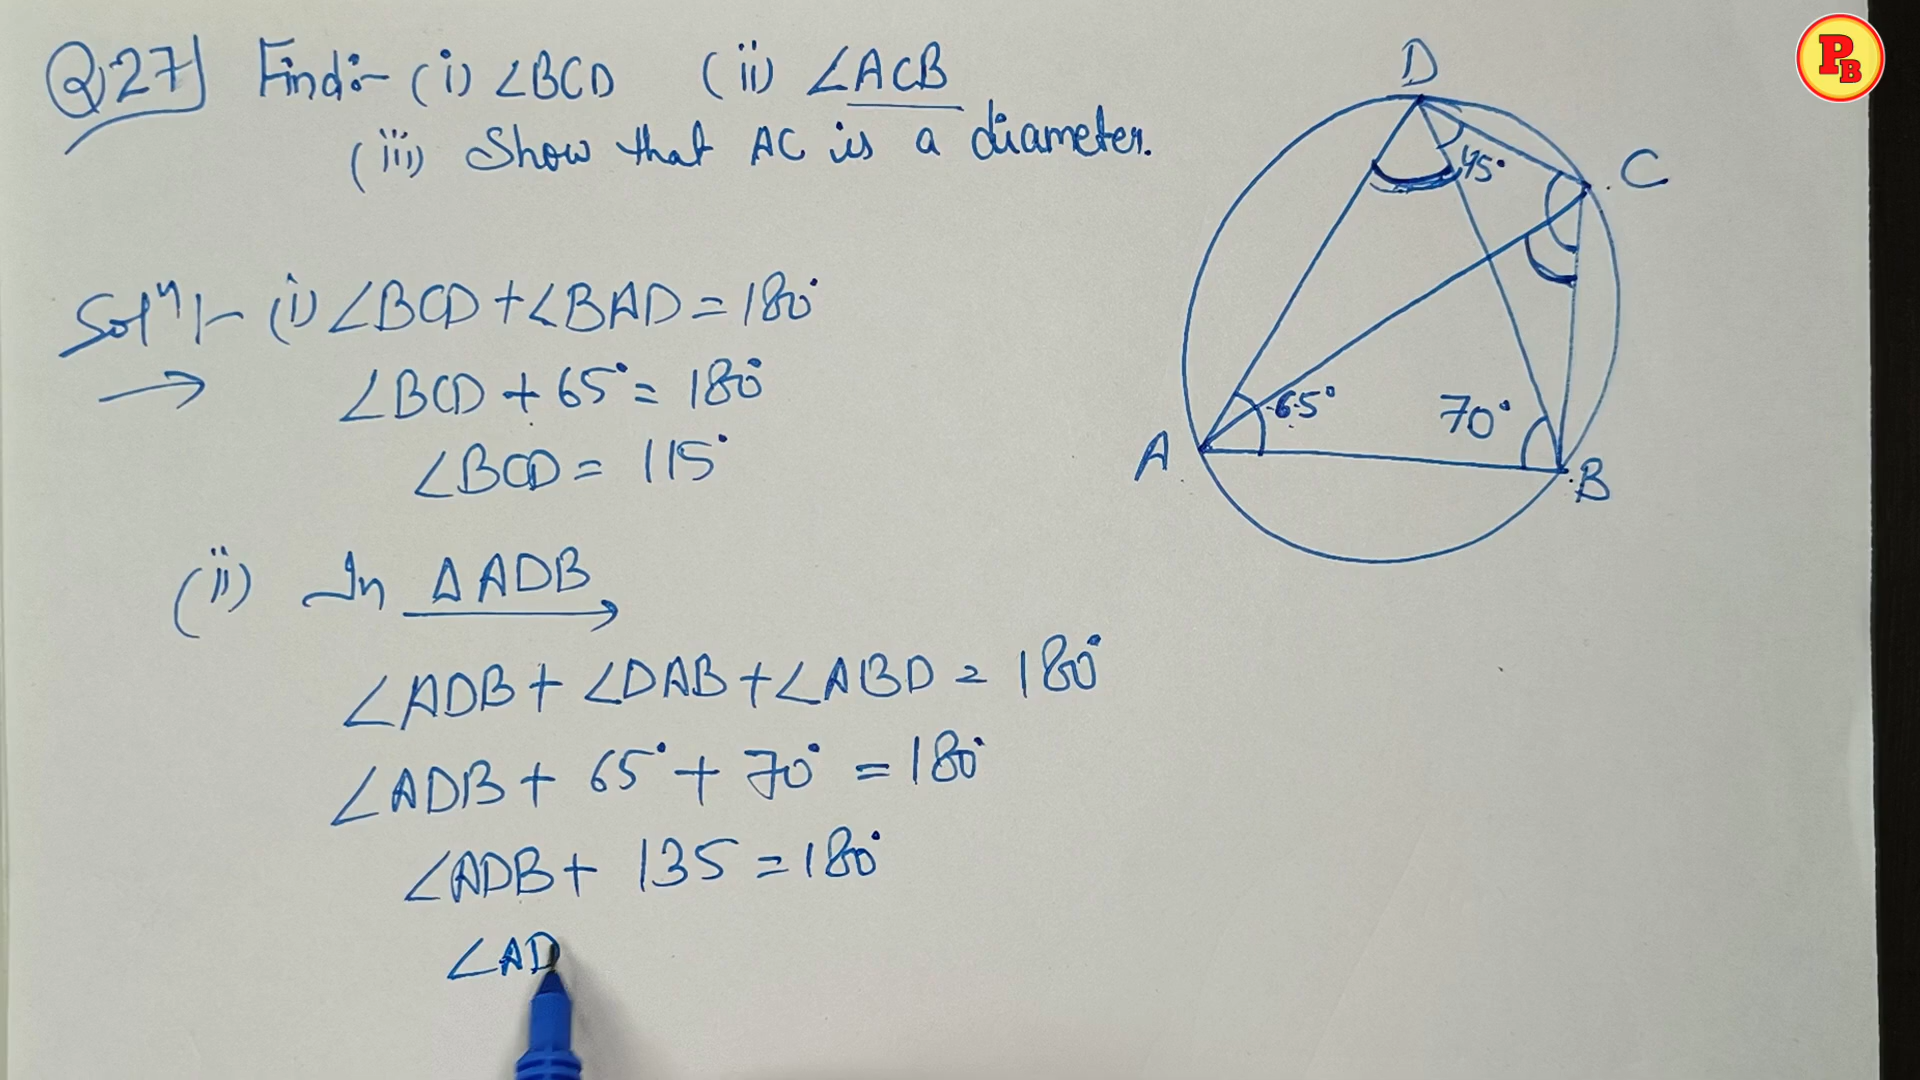 Q27) Find:- (i) ∠BCD (ii) ∠ACB
(iii) Show that AC is a diameter.
Solⁿ:- (i) ∠BCD + ∠BAD = 180°
→ ∠BCD + 65° = 180°
∠BCD = 115°
(ii) In △ADB
∠ADB + ∠DAB + ∠ABD = 180°
∠ADB + 65° + 70° = 180°
∠ADB + 135 = 180°
∠AD
D
45°
C
65°
70°
A
B
PB